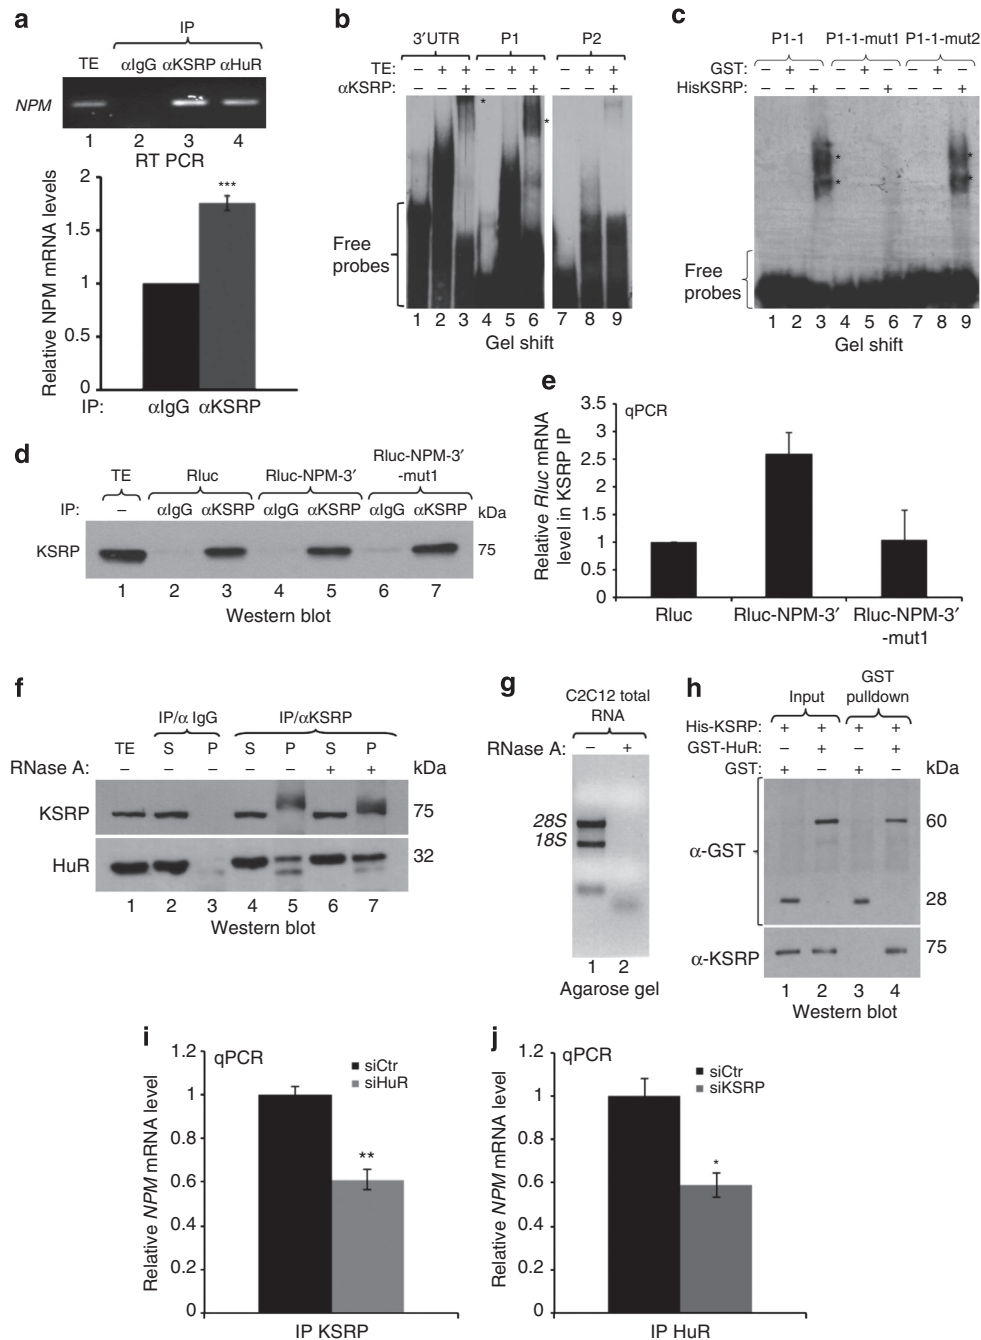 a
IP
TE αIgG αKSRP αHuR
NPM
1 2 3 4
RT PCR
Relative NPM mRNA levels
2
1.5
1
0.5
0
***
IP: αIgG αKSRP
b
3′UTR P1 P2
TE: – + + – + + – + +
αKSRP: – – + – – + – – +
*
*
Free probes
1 2 3 4 5 6 7 8 9
Gel shift
c
P1-1 P1-1-mut1 P1-1-mut2
GST: – + – – + – – + –
HisKSRP: – – + – – + – – +
* *
* *
Free probes
1 2 3 4 5 6 7 8 9
Gel shift
d
TE Rluc Rluc-NPM-3′ Rluc-NPM-3′-mut1
IP: – αIgG αKSRP αIgG αKSRP αIgG αKSRP kDa
KSRP 75
1 2 3 4 5 6 7
Western blot
e
qPCR
Relative Rluc mRNA level in KSRP IP
3.5
3
2.5
2
1.5
1
0.5
0
Rluc Rluc-NPM-3′ Rluc-NPM-3′-mut1
f
IP/α IgG IP/αKSRP
TE S P S P S P
RNase A: – – – – – + + kDa
KSRP 75
HuR 32
1 2 3 4 5 6 7
Western blot
g
C2C12 total RNA
RNase A: – +
28S
18S
1 2
Agarose gel
h
Input GST pulldown
His-KSRP: + + + +
GST-HuR: – + – +
GST: + – + – kDa
α-GST
60
28
α-KSRP 75
1 2 3 4
Western blot
i
qPCR
siCtr
siHuR
Relative NPM mRNA level
1.2
1
0.8
0.6
0.4
0.2
0
**
IP KSRP
j
qPCR
siCtr
siKSRP
Relative NPM mRNA level
1.2
1
0.8
0.6
0.4
0.2
0
*
IP HuR